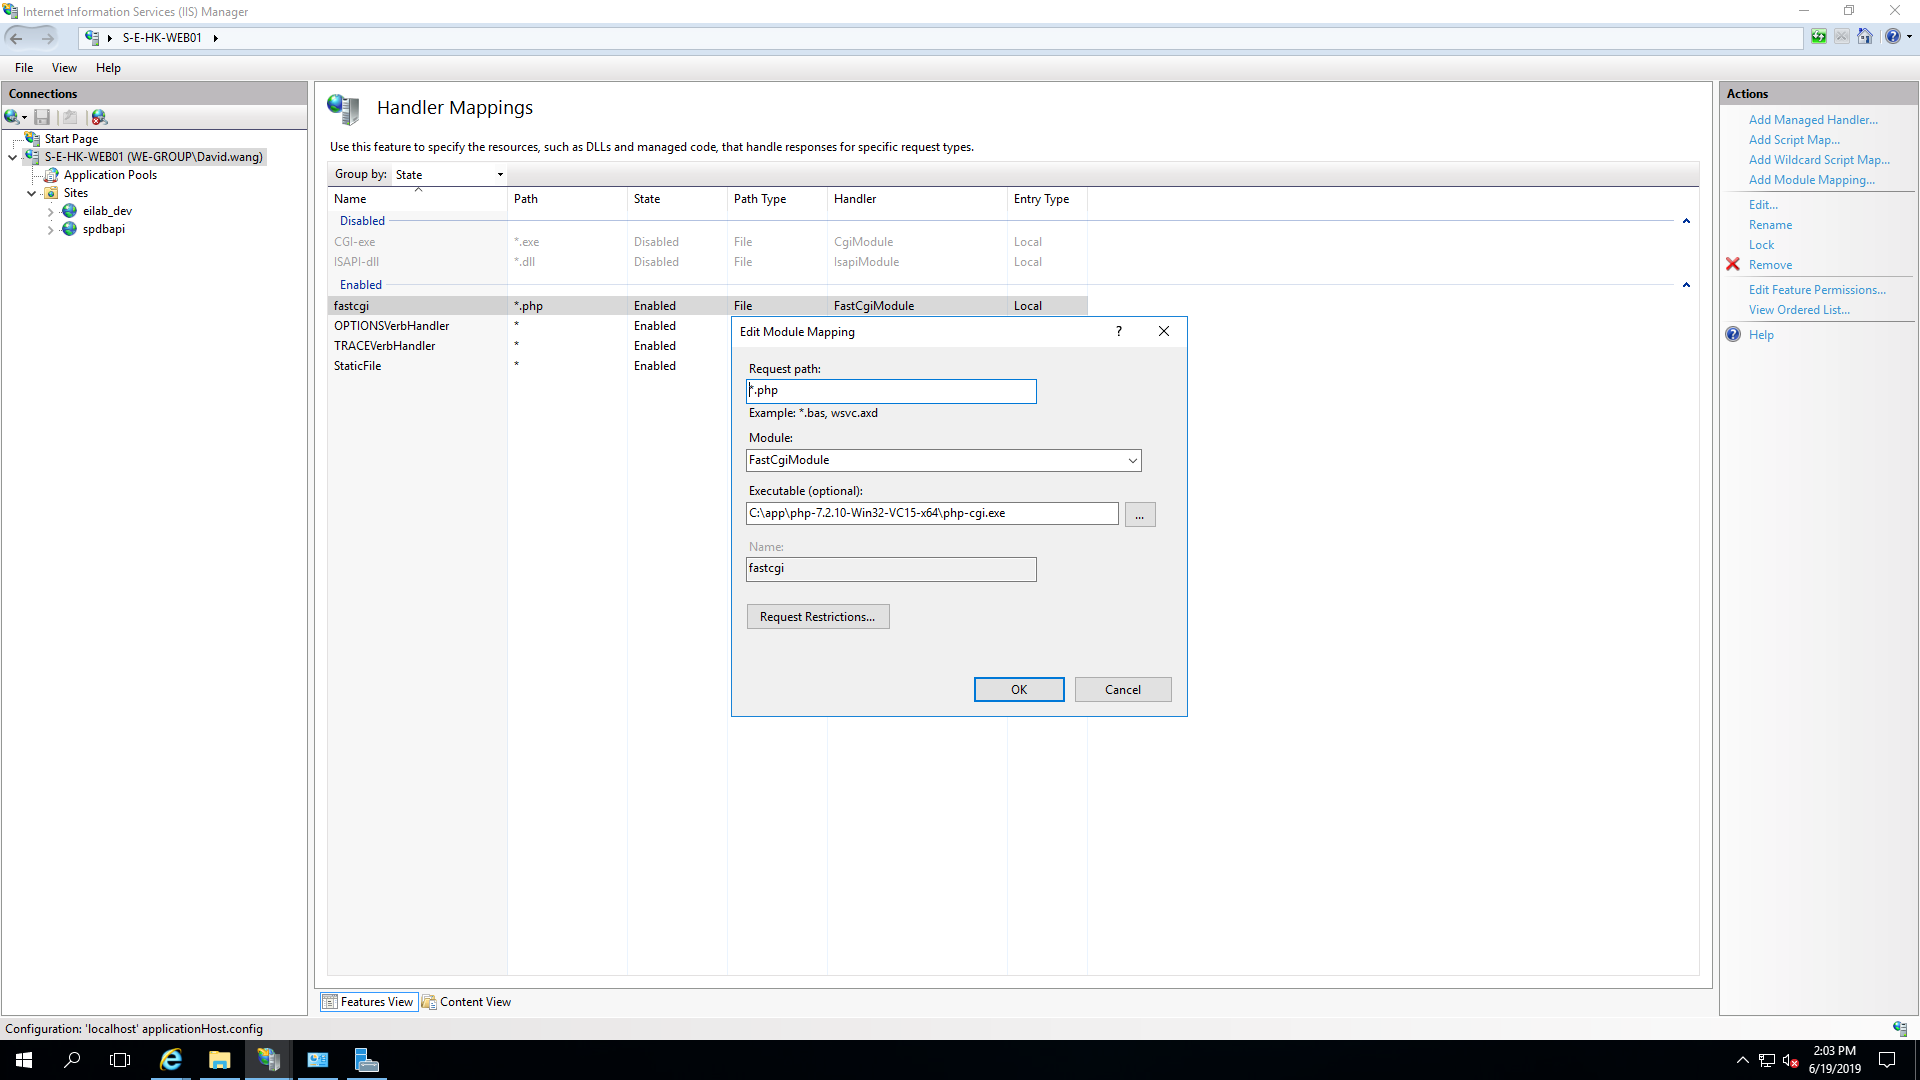 Internet Information Services (IIS) Manager
S-E-HK-WEB01
File View Help
Connections
Start Page
S-E-HK-WEB01 (WE-GROUP\David.wang)
Application Pools
Sites
eilab_dev
spdbapi
Handler Mappings
Use this feature to specify the resources, such as DLLs and managed code, that handle responses for specific request types.
Group by: State
Name Path State Path Type Handler Entry Type
Disabled
CGI-exe *.exe Disabled File CgiModule Local
ISAPI-dll *.dll Disabled File IsapiModule Local
Enabled
fastcgi *.php Enabled File FastCgiModule Local
OPTIONSVerbHandler * Enabled
TRACEVerbHandler * Enabled
StaticFile * Enabled
Edit Module Mapping ?
Request path:
*.php
Example: *.bas, wsvc.axd
Module:
FastCgiModule
Executable (optional):
C:\app\php-7.2.10-Win32-VC15-x64\php-cgi.exe
...
Name:
fastcgi
Request Restrictions...
OK Cancel
Actions
Add Managed Handler...
Add Script Map...
Add Wildcard Script Map...
Add Module Mapping...
Edit...
Rename
Lock
Remove
Edit Feature Permissions...
View Ordered List...
Help
Features View Content View
Configuration: 'localhost' applicationHost.config
2:03 PM
6/19/2019